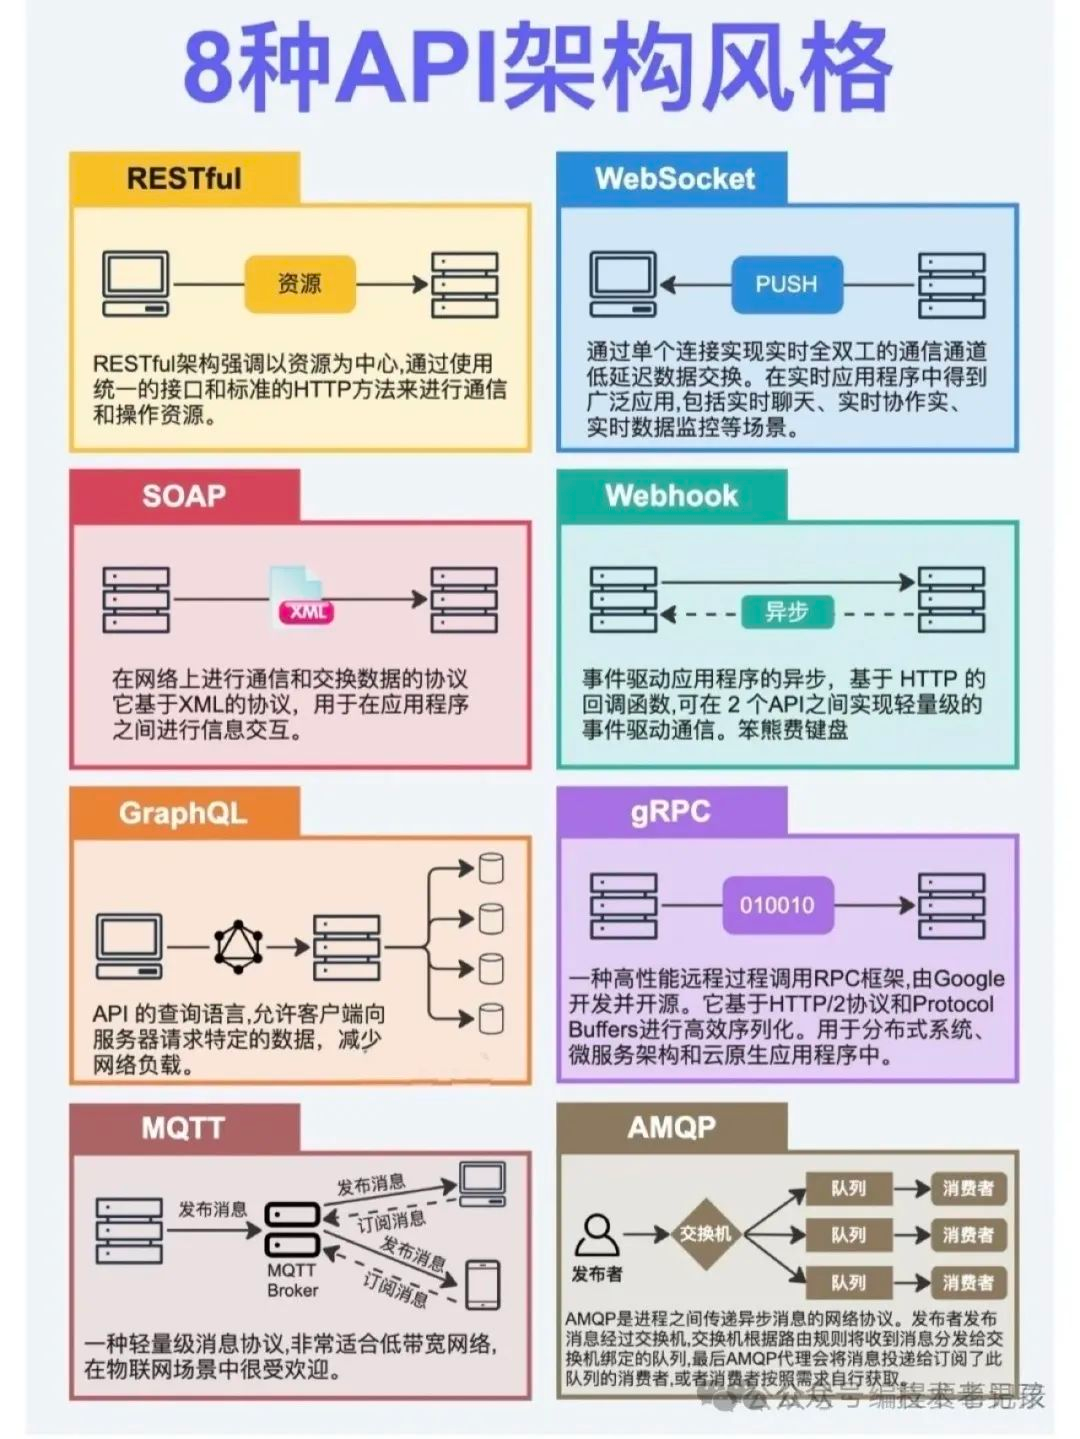 8种API架构风格
RESTful
资源
RESTful架构强调以资源为中心,通过使用
统一的接口和标准的HTTP方法来进行通信
和操作资源。
WebSocket
PUSH
通过单个连接实现实时全双工的通信通道
低延迟数据交换。在实时应用程序中得到
广泛应用,包括实时聊天、实时协作实、
实时数据监控等场景。
SOAP
XML
在网络上进行通信和交换数据的协议
它基于XML的协议，用于在应用程序
之间进行信息交互。
Webhook
异步
事件驱动应用程序的异步，基于 HTTP 的
回调函数,可在 2 个API之间实现轻量级的
事件驱动通信。笨熊费键盘
GraphQL
API 的查询语言,允许客户端向
服务器请求特定的数据，减少
网络负载。
gRPC
010010
一种高性能远程过程调用RPC框架,由Google
开发并开源。它基于HTTP/2协议和Protocol
Buffers进行高效序列化。用于分布式系统、
微服务架构和云原生应用程序中。
MQTT
发布消息
发布消息
订阅消息
发布消息
订阅消息
MQTT
Broker
一种轻量级消息协议,非常适合低带宽网络,
在物联网场景中很受欢迎。
AMQP
发布者
交换机
队列
消费者
队列
消费者
队列
消费者
AMQP是进程之间传递异步消息的网络协议。发布者发布
消息经过交换机,交换机根据路由规则将收到消息分发给交
换机绑定的队列,最后AMQP代理会将消息投递给订阅了此
队列的消费者,或者消费者按照需求自行获取。
公众号